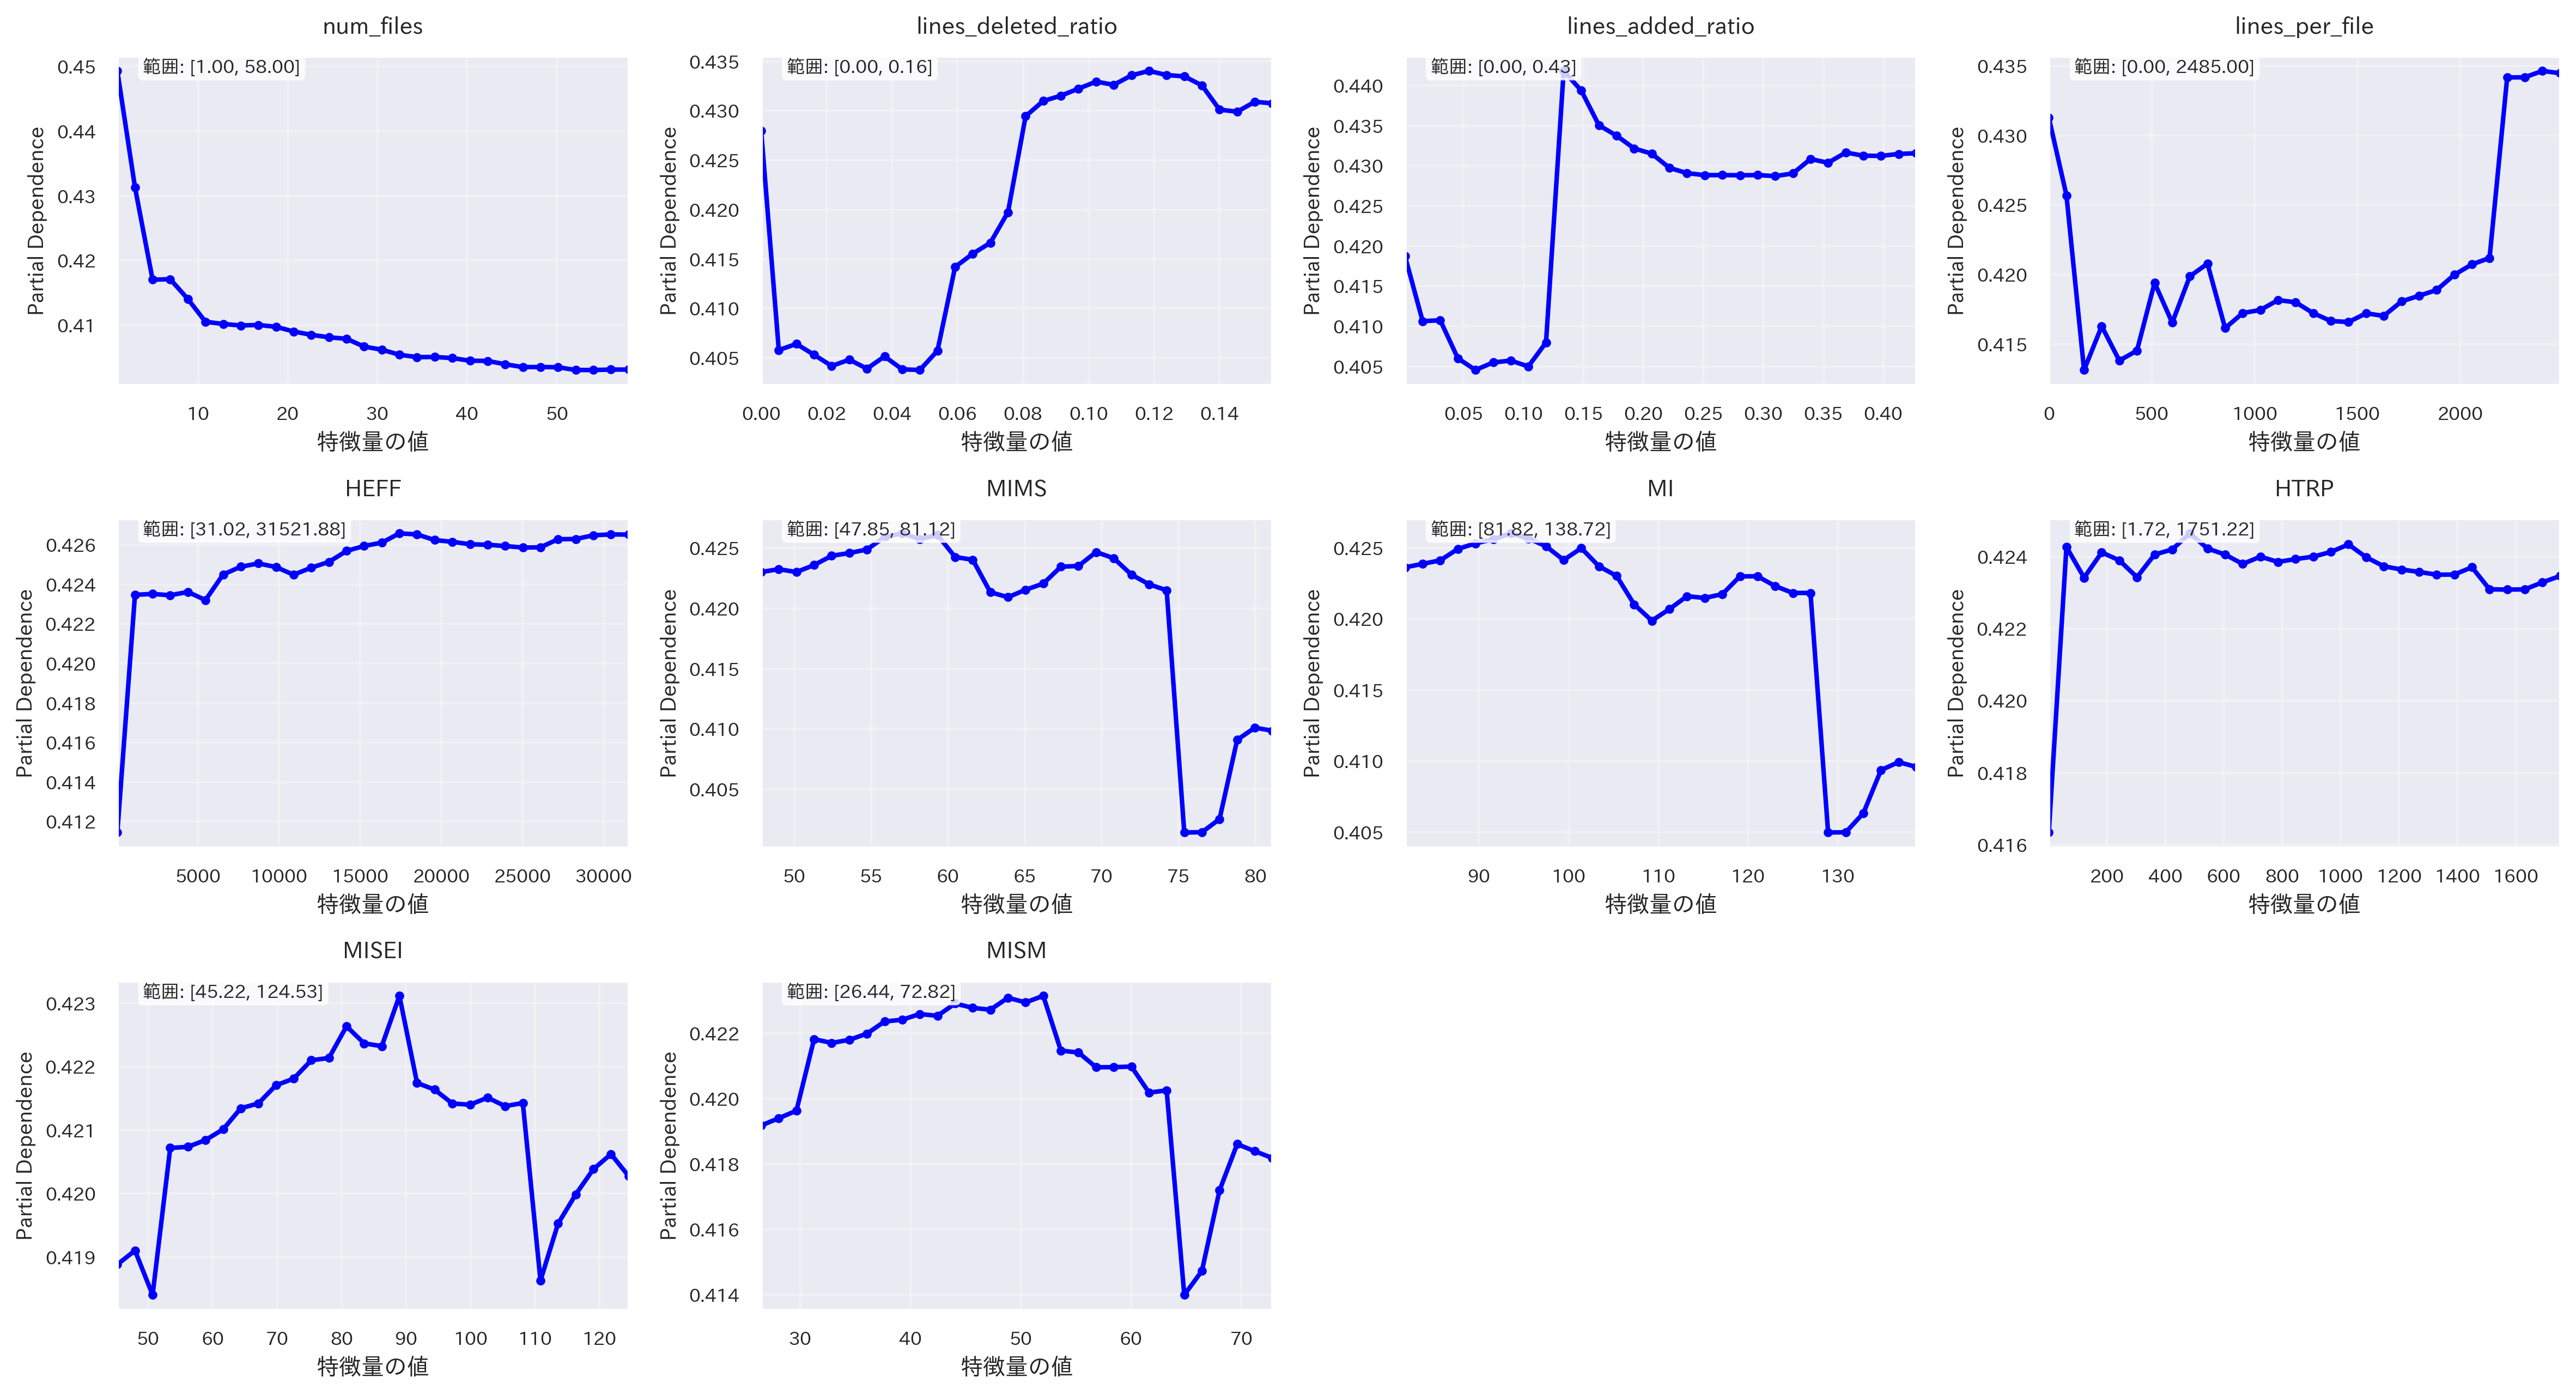 num_files
範囲: [1.00, 58.00]
Partial Dependence
0.45
0.44
0.43
0.42
0.41
10 20 30 40 50
特徴量の値
lines_deleted_ratio
範囲: [0.00, 0.16]
Partial Dependence
0.435
0.430
0.425
0.420
0.415
0.410
0.405
0.00 0.02 0.04 0.06 0.08 0.10 0.12 0.14
特徴量の値
lines_added_ratio
範囲: [0.00, 0.43]
Partial Dependence
0.440
0.435
0.430
0.425
0.420
0.415
0.410
0.405
0.05 0.10 0.15 0.20 0.25 0.30 0.35 0.40
特徴量の値
lines_per_file
範囲: [0.00, 2485.00]
Partial Dependence
0.435
0.430
0.425
0.420
0.415
0 500 1000 1500 2000
特徴量の値
HEFF
範囲: [31.02, 31521.88]
Partial Dependence
0.426
0.424
0.422
0.420
0.418
0.416
0.414
0.412
5000 10000 15000 20000 25000 30000
特徴量の値
MIMS
範囲: [47.85, 81.12]
Partial Dependence
0.425
0.420
0.415
0.410
0.405
50 55 60 65 70 75 80
特徴量の値
MI
範囲: [81.82, 138.72]
Partial Dependence
0.425
0.420
0.415
0.410
0.405
90 100 110 120 130
特徴量の値
HTRP
範囲: [1.72, 1751.22]
Partial Dependence
0.424
0.422
0.420
0.418
0.416
200 400 600 800 1000 1200 1400 1600
特徴量の値
MISEI
範囲: [45.22, 124.53]
Partial Dependence
0.423
0.422
0.421
0.420
0.419
50 60 70 80 90 100 110 120
特徴量の値
MISM
範囲: [26.44, 72.82]
Partial Dependence
0.422
0.420
0.418
0.416
0.414
30 40 50 60 70
特徴量の値